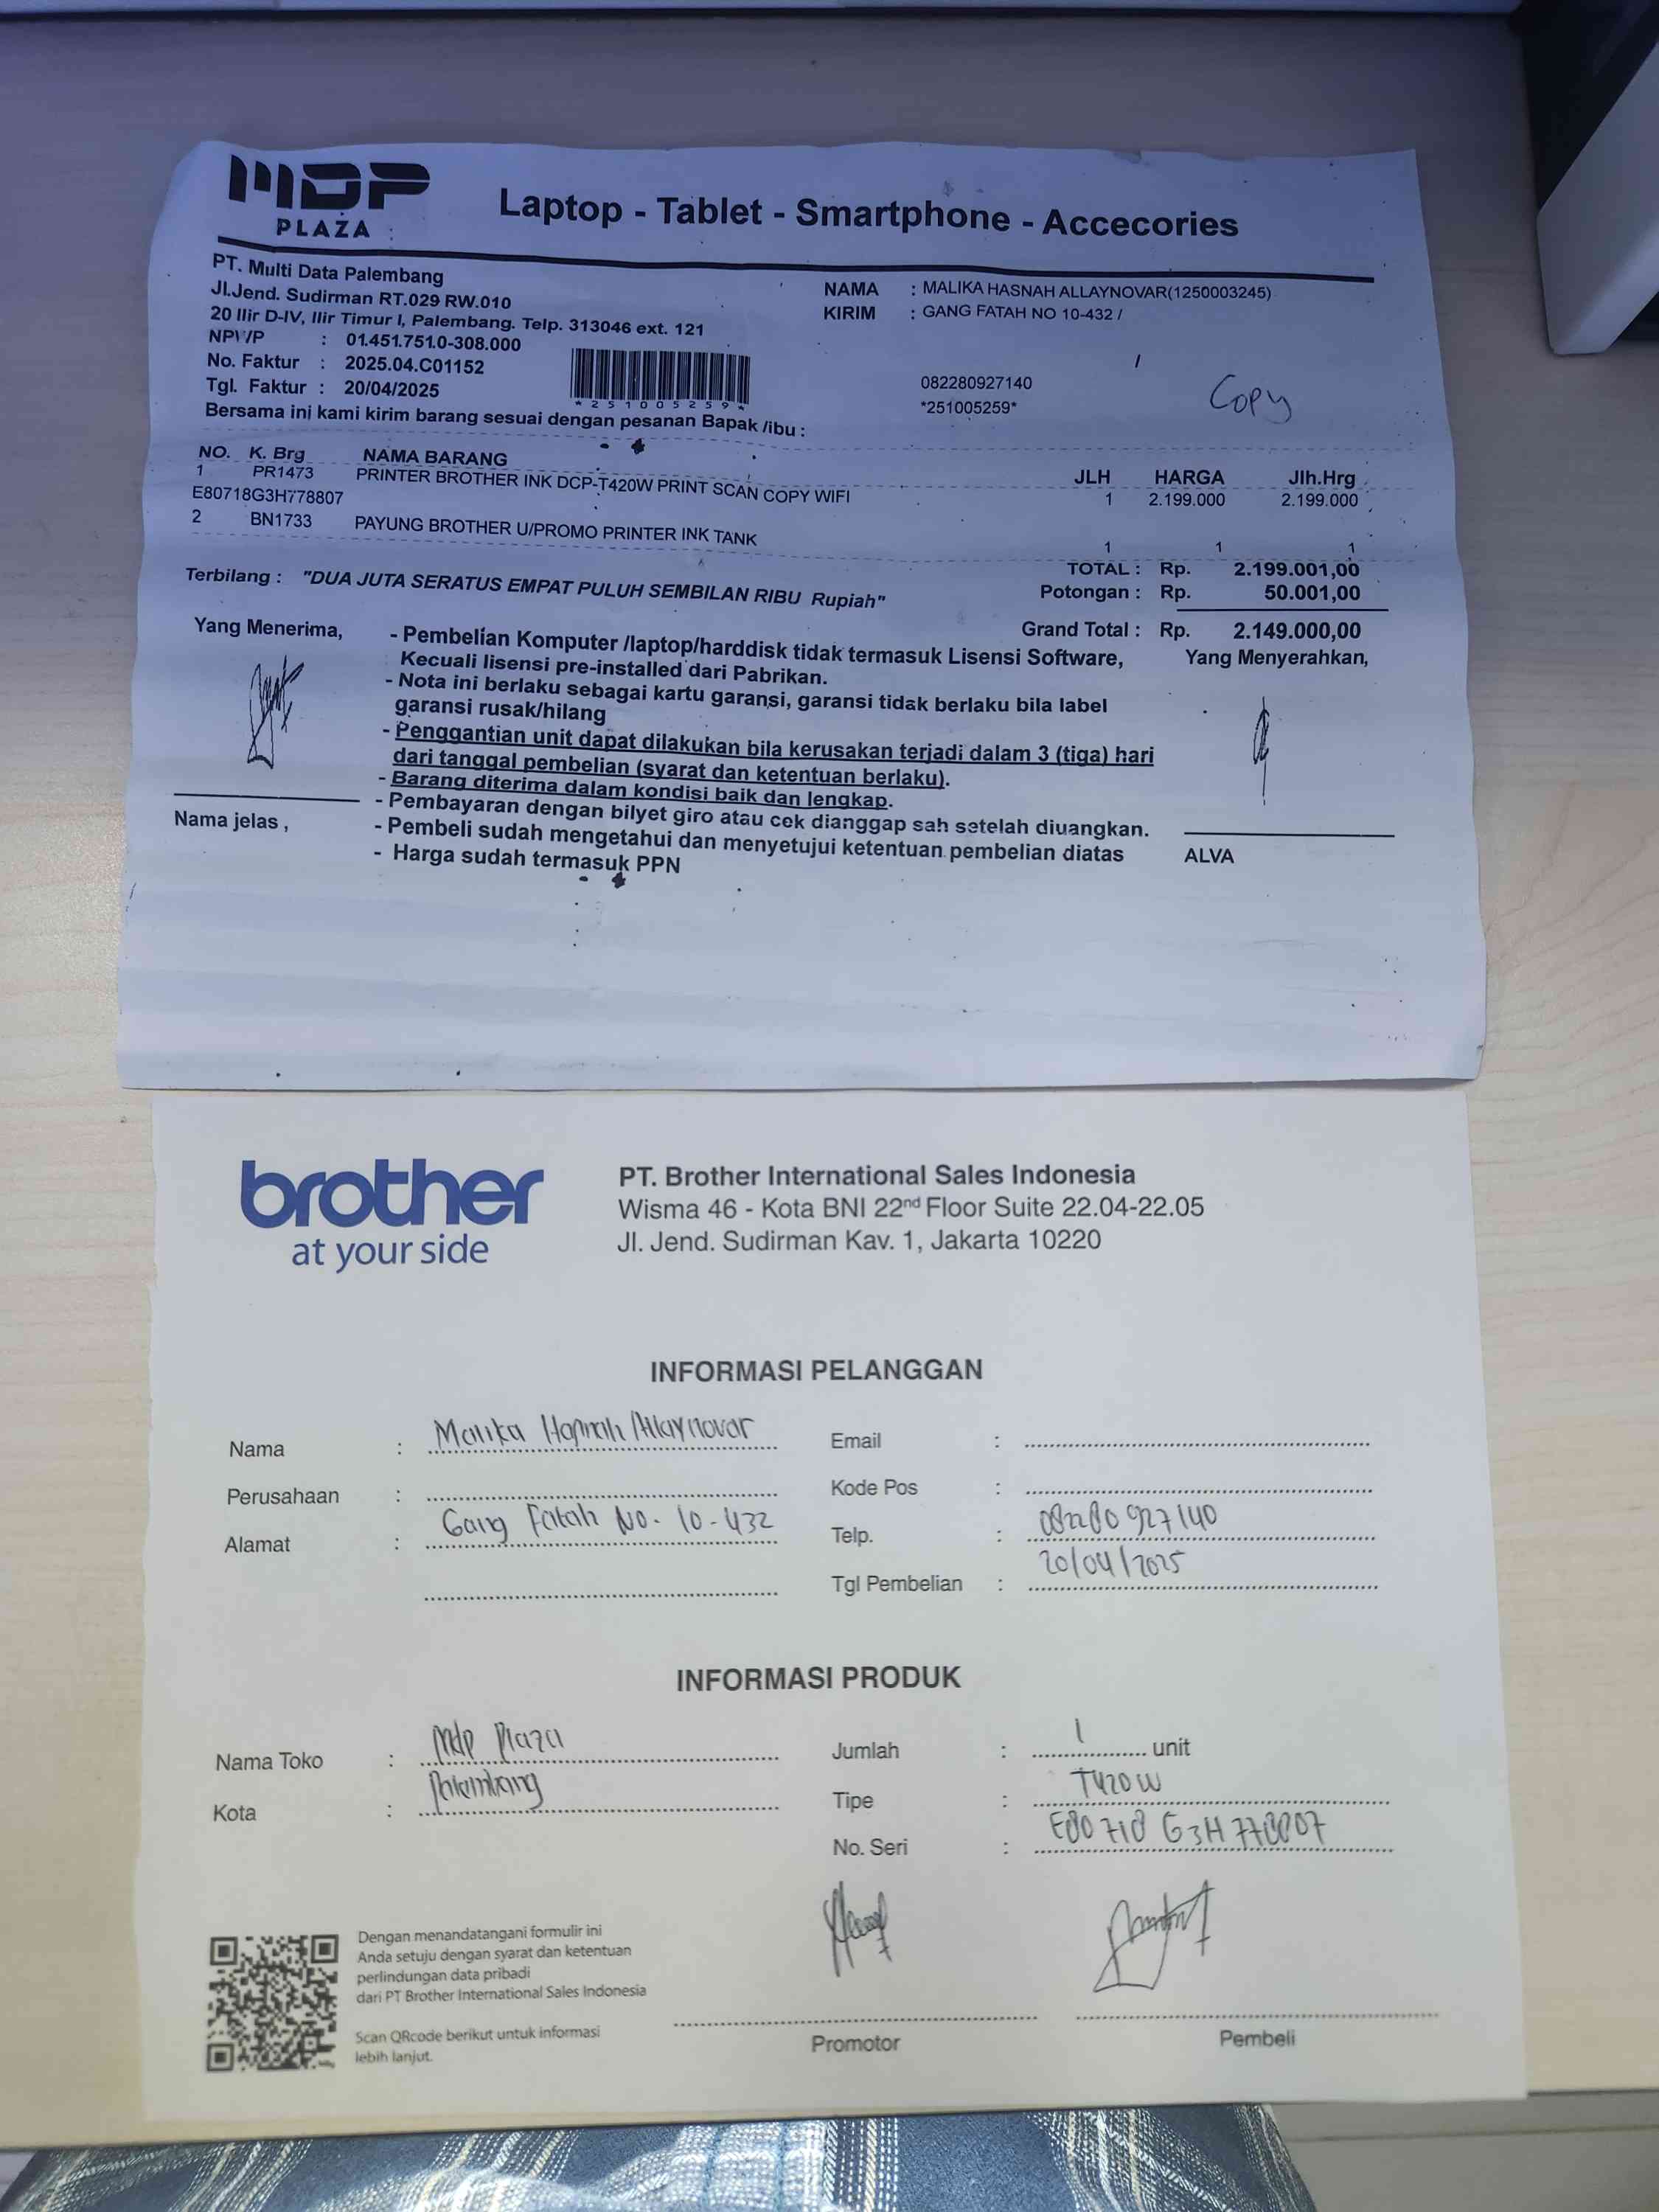 MDP
PLAZA
Laptop - Tablet - Smartphone - Accecories
PT. Multi Data Palembang
Jl.Jend. Sudirman RT.029 RW.010
20 Ilir D-IV, Ilir Timur I, Palembang. Telp. 313046 ext. 121
NPWP : 01.451.751.0-308.000
No. Faktur : 2025.04.C01152
Tgl. Faktur : 20/04/2025
*251005259*
NAMA : MALIKA HASNAH ALLAYNOVAR(1250003245)
KIRIM : GANG FATAH NO 10-432 /
/
082280927140
*251005259*
Copy
Bersama ini kami kirim barang sesuai dengan pesanan Bapak /ibu :
NO. K. Brg NAMA BARANG JLH HARGA Jlh.Hrg
1 PR1473 PRINTER BROTHER INK DCP-T420W PRINT SCAN COPY WIFI 1 2.199.000 2.199.000
E80718G3H778807
2 BN1733 PAYUNG BROTHER U/PROMO PRINTER INK TANK 1 1 1
TOTAL : Rp. 2.199.001,00
Terbilang : "DUA JUTA SERATUS EMPAT PULUH SEMBILAN RIBU Rupiah"
Potongan : Rp. 50.001,00
Grand Total : Rp. 2.149.000,00
Yang Menerima,
- Pembelian Komputer /laptop/harddisk tidak termasuk Lisensi Software,
Kecuali lisensi pre-installed dari Pabrikan.
- Nota ini berlaku sebagai kartu garansi, garansi tidak berlaku bila label
garansi rusak/hilang
- Penggantian unit dapat dilakukan bila kerusakan terjadi dalam 3 (tiga) hari
dari tanggal pembelian (syarat dan ketentuan berlaku).
- Barang diterima dalam kondisi baik dan lengkap.
- Pembayaran dengan bilyet giro atau cek dianggap sah setelah diuangkan.
- Pembeli sudah mengetahui dan menyetujui ketentuan pembelian diatas
- Harga sudah termasuk PPN
Nama jelas ,
Yang Menyerahkan,
ALVA
brother
at your side
PT. Brother International Sales Indonesia
Wisma 46 - Kota BNI 22nd Floor Suite 22.04-22.05
Jl. Jend. Sudirman Kav. 1, Jakarta 10220
INFORMASI PELANGGAN
Nama : Malika Hasnah Allaynovar
Perusahaan :
Alamat : Gang Fatah No. 10-432
Email :
Kode Pos :
Telp. : 082280927140
Tgl Pembelian : 20/04/2025
INFORMASI PRODUK
Nama Toko : Mdp Plaza
Kota : Palembang
Jumlah : 1 unit
Tipe : T420W
No. Seri : E80718G3H778807
Dengan menandatangani formulir ini
Anda setuju dengan syarat dan ketentuan
perlindungan data pribadi
dari PT Brother International Sales Indonesia
Scan QRcode berikut untuk informasi
lebih lanjut.
Promotor
Pembeli